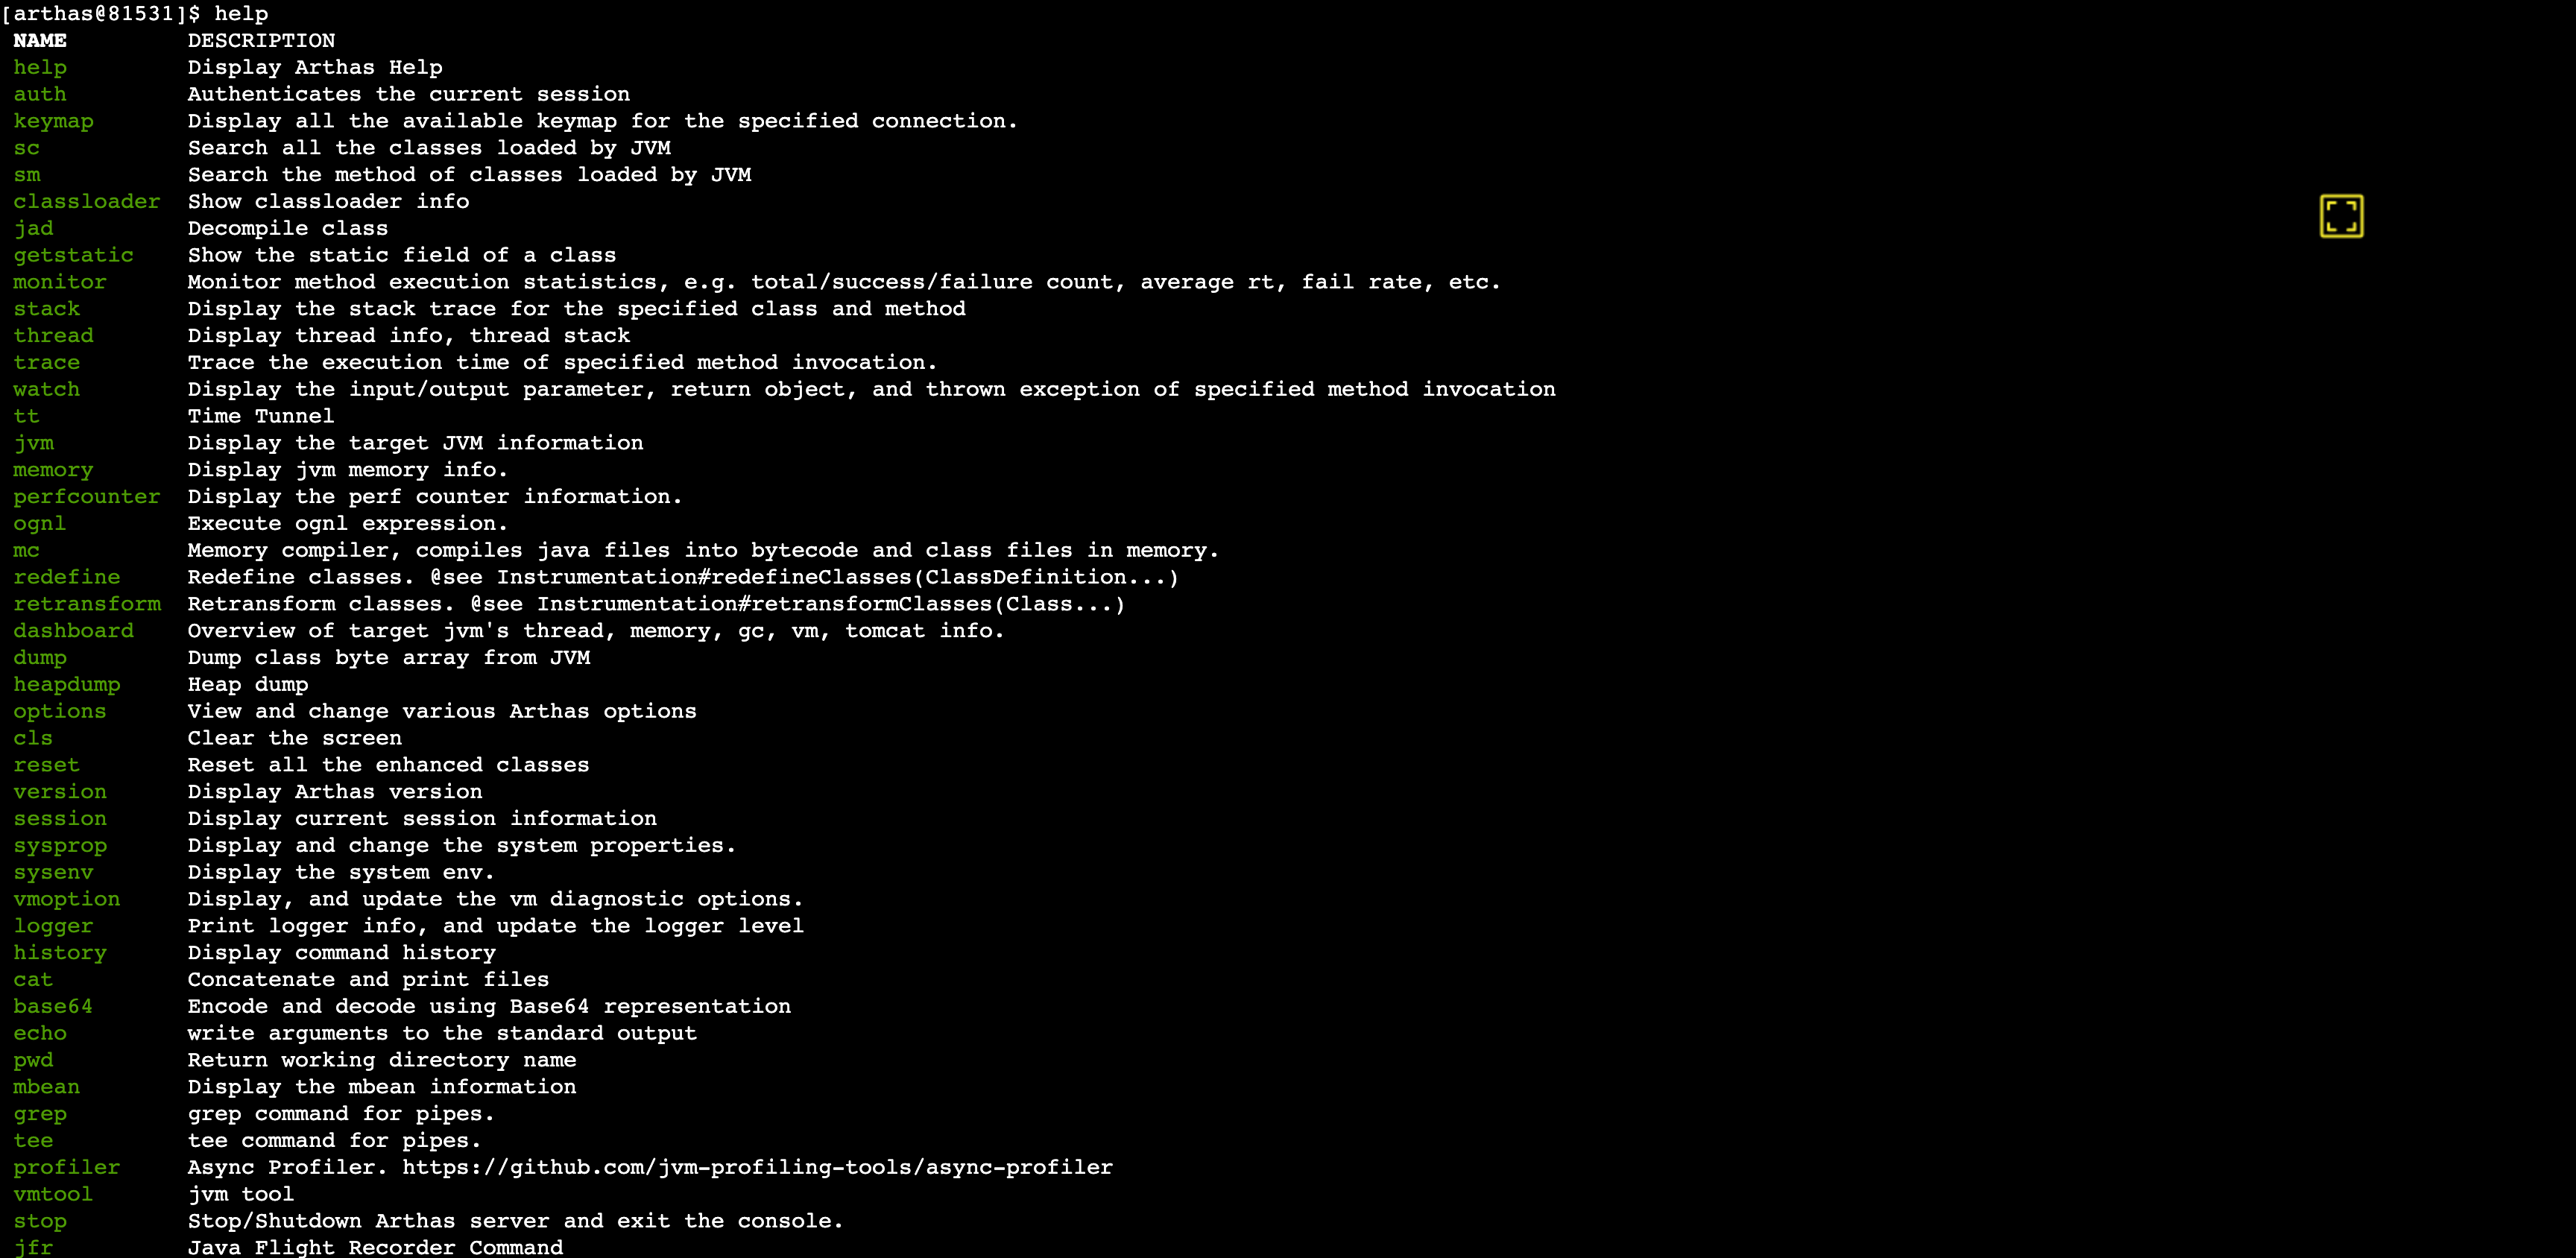 [arthas@81531]$ help
NAME DESCRIPTION
help Display Arthas Help
auth Authenticates the current session
keymap Display all the available keymap for the specified connection.
sc Search all the classes loaded by JVM
sm Search the method of classes loaded by JVM
classloader Show classloader info
jad Decompile class
getstatic Show the static field of a class
monitor Monitor method execution statistics, e.g. total/success/failure count, average rt, fail rate, etc.
stack Display the stack trace for the specified class and method
thread Display thread info, thread stack
trace Trace the execution time of specified method invocation.
watch Display the input/output parameter, return object, and thrown exception of specified method invocation
tt Time Tunnel
jvm Display the target JVM information
memory Display jvm memory info.
perfcounter Display the perf counter information.
ognl Execute ognl expression.
mc Memory compiler, compiles java files into bytecode and class files in memory.
redefine Redefine classes. @see Instrumentation#redefineClasses(ClassDefinition...)
retransform Retransform classes. @see Instrumentation#retransformClasses(Class...)
dashboard Overview of target jvm's thread, memory, gc, vm, tomcat info.
dump Dump class byte array from JVM
heapdump Heap dump
options View and change various Arthas options
cls Clear the screen
reset Reset all the enhanced classes
version Display Arthas version
session Display current session information
sysprop Display and change the system properties.
sysenv Display the system env.
vmoption Display, and update the vm diagnostic options.
logger Print logger info, and update the logger level
history Display command history
cat Concatenate and print files
base64 Encode and decode using Base64 representation
echo write arguments to the standard output
pwd Return working directory name
mbean Display the mbean information
grep grep command for pipes.
tee tee command for pipes.
profiler Async Profiler. https://github.com/jvm-profiling-tools/async-profiler
vmtool jvm tool
stop Stop/Shutdown Arthas server and exit the console.
jfr Java Flight Recorder Command